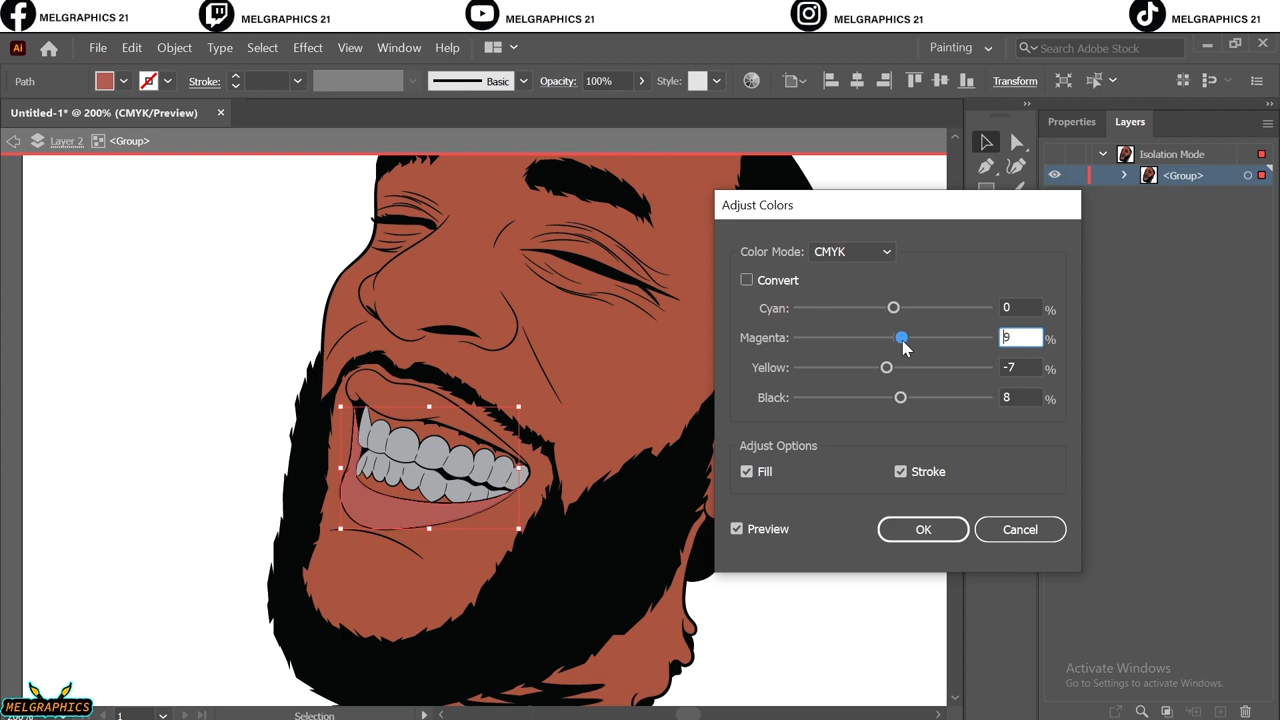 MELGRAPHICS 21
MELGRAPHICS 21
MELGRAPHICS 21
MELGRAPHICS 21
MELGRAPHICS 21
Ai File Edit Object Type Select Effect View Window Help Painting Search Adobe Stock
Path Stroke: Basic Opacity: 100% Style: Transform
Untitled-1* @ 200% (CMYK/Preview)
Layer 2 <Group>
Properties Layers
Isolation Mode
<Group>
Adjust Colors
Color Mode: CMYK
Convert
Cyan: 0 %
Magenta: 9 %
Yellow: -7 %
Black: 8 %
Adjust Options
Fill Stroke
Preview OK Cancel
Activate Windows
Go to Settings to activate Windows.
MELGRAPHICS
200% 1 Selection